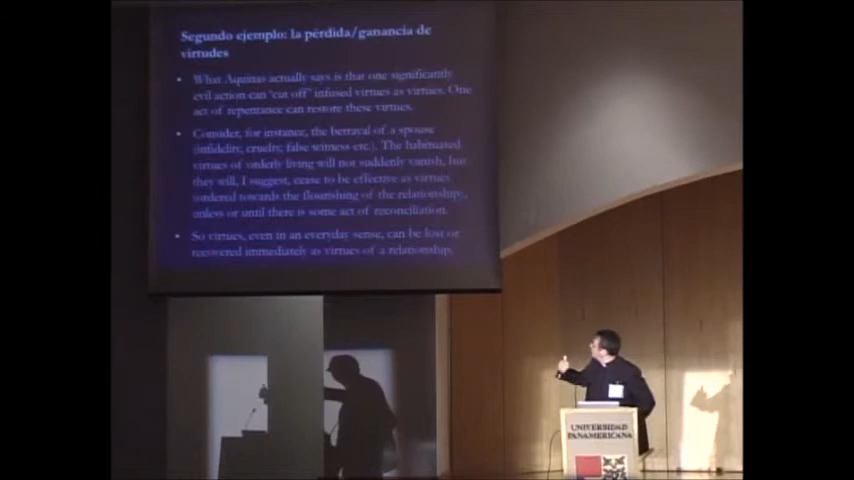 Segundo ejemplo: la pérdida/ganancia de
virtudes
• What Aquinas actually says is that one significantly
evil action can "cut off" infused virtues as virtues. One
act of repentance can restore these virtues.
• Consider, for instance, the betrayal of a spouse
(infidelity, cruelty, false witness etc.). The habituated
virtues of orderly living will not suddenly vanish, but
they will, I suggest, cease to be effective as virtues
ordered towards the flourishing of the relationship,
unless or until there is some act of reconciliation.
• So virtues, even in an everyday sense, can be lost or
recovered immediately as virtues of a relationship.
UNIVERSIDAD
PANAMERICANA